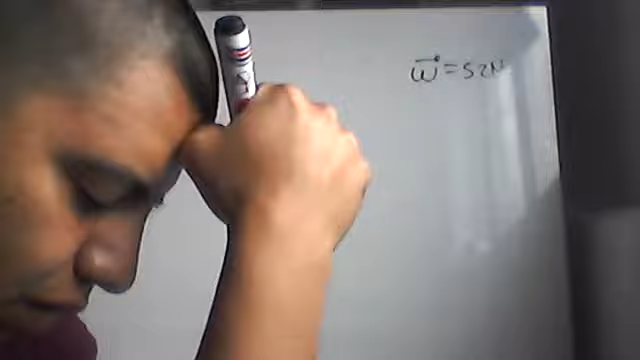 w⃗ = 52N